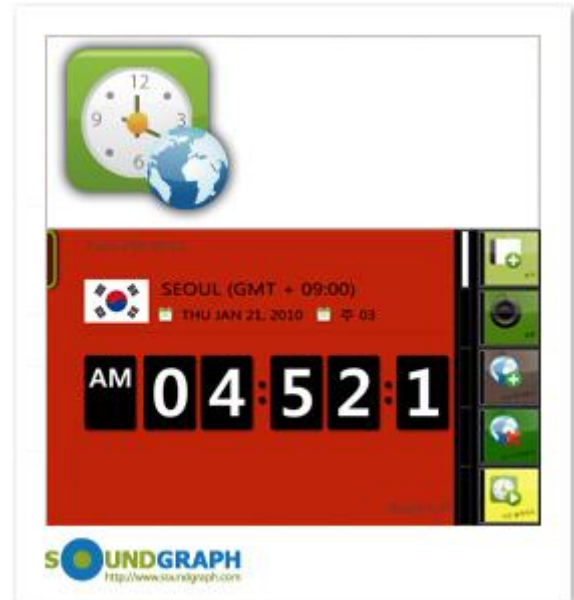 12
9 3
6
SEOUL (GMT + 09:00)
THU JAN 21, 2010 주 03
AM 04:52:1
SOUNDGRAPH
http://www.soundgraph.com